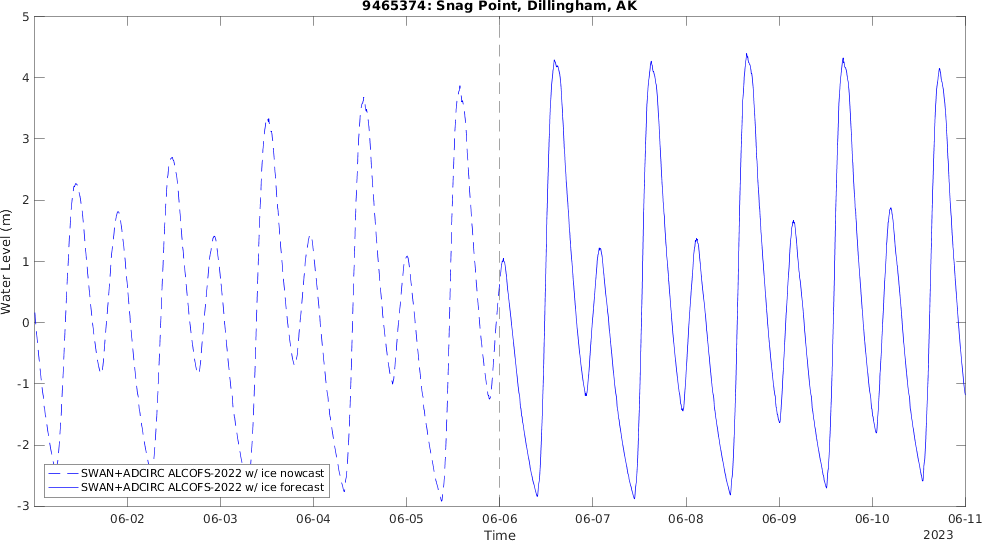 9465374: Snag Point, Dillingham, AK
5
4
3
2
1
0
-1
-2
-3
Water Level (m)
SWAN+ADCIRC ALCOFS-2022 w/ ice nowcast
SWAN+ADCIRC ALCOFS-2022 w/ ice forecast
06-02 06-03 06-04 06-05 06-06 06-07 06-08 06-09 06-10 06-11
Time
2023